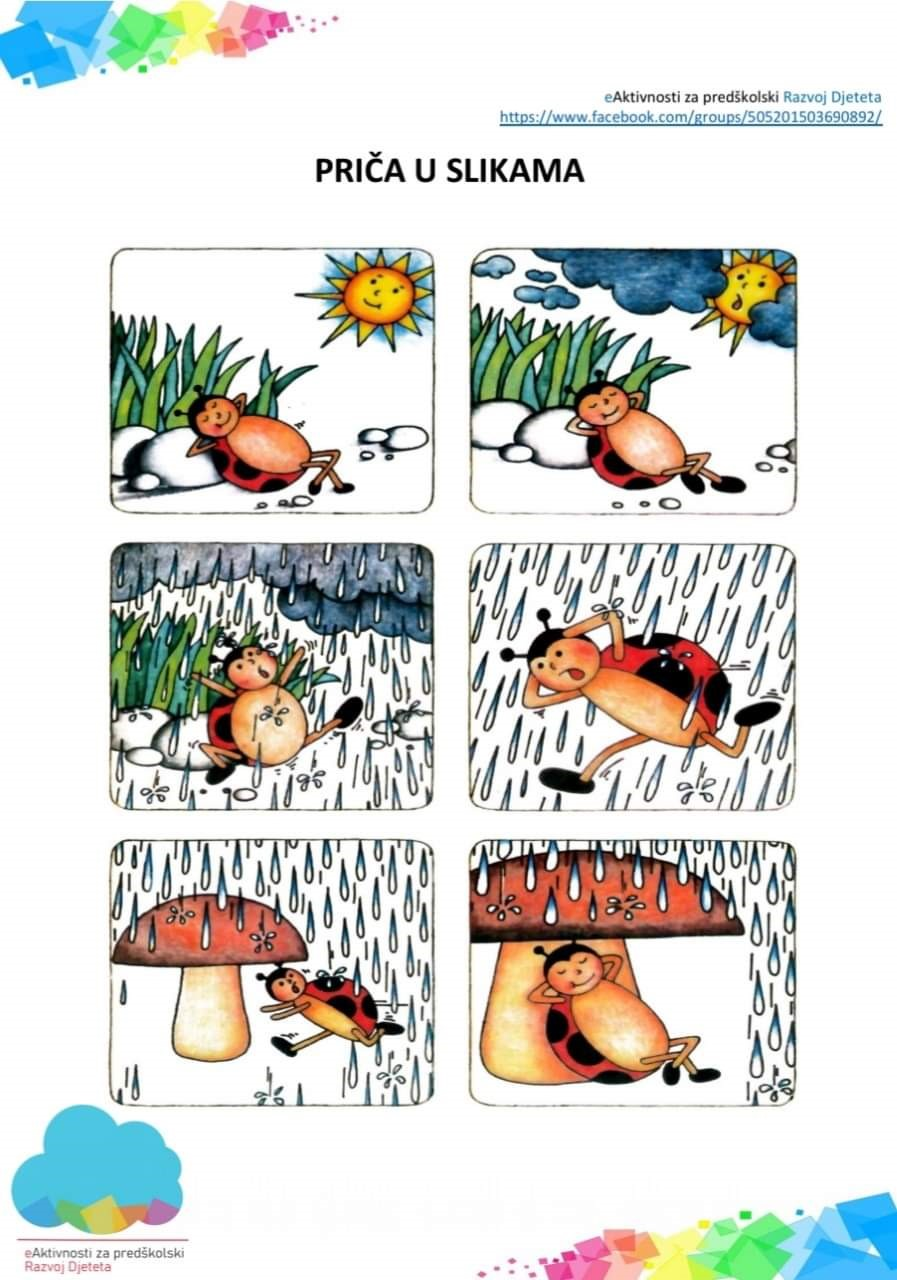 eAktivnosti za predškolski Razvoj Djeteta
https://www.facebook.com/groups/505201503690892/
PRIČA U SLIKAMA
eAktivnosti za predškolski
Razvoj Djeteta